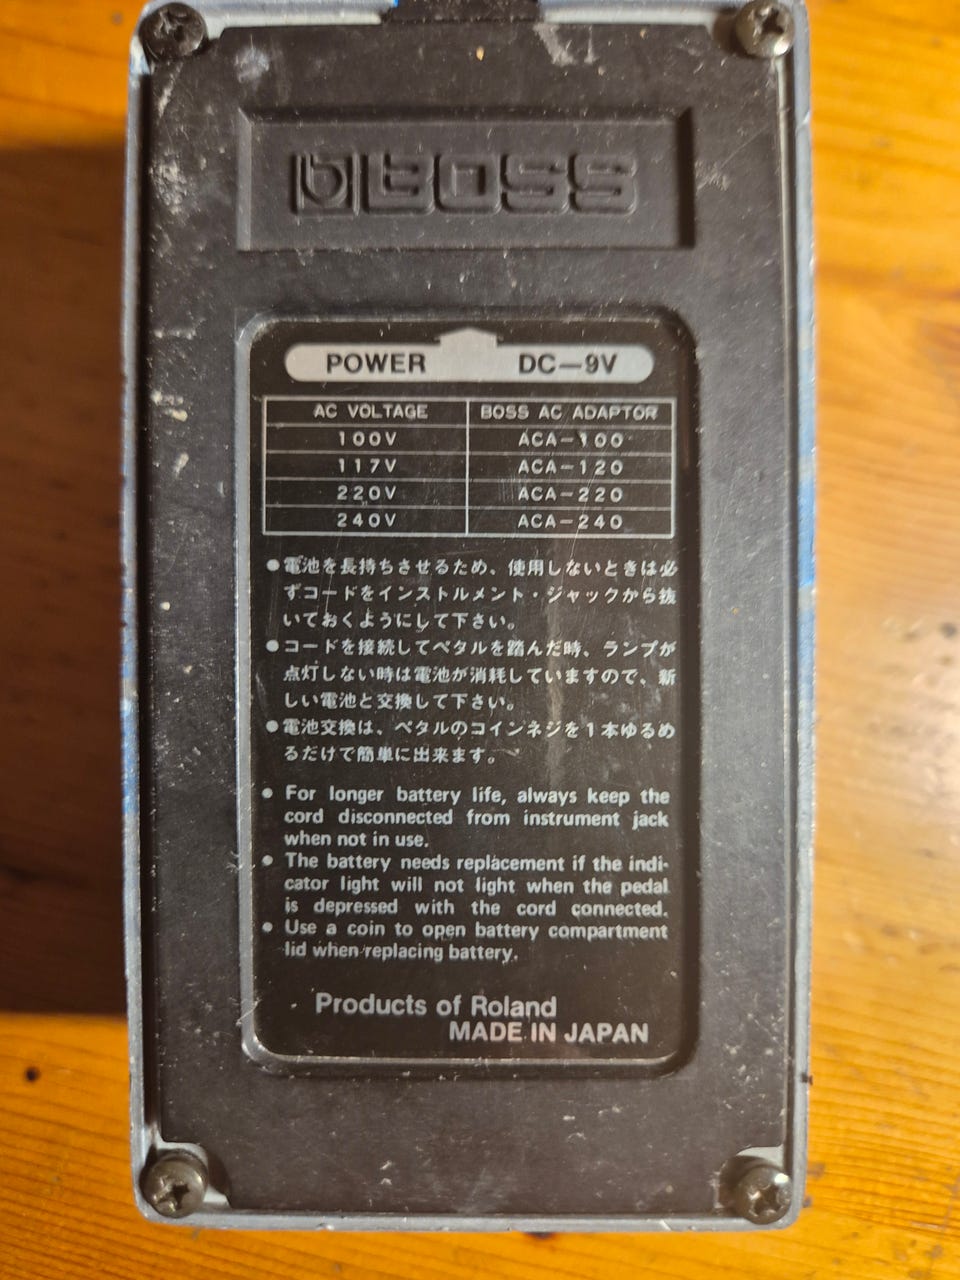 BOSS
POWER DC—9V
AC VOLTAGE BOSS AC ADAPTOR
100V ACA—100
117V ACA—120
220V ACA—220
240V ACA—240
●電池を長持ちさせるため、使用しないときは必
ずコードをインストルメント・ジャックから抜
いておくようにして下さい。
●コードを接続してペタルを踏んだ時、ランプが
点灯しない時は電池が消耗していますので、新
しい電池と交換して下さい。
●電池交換は、ペタルのコインネジを1本ゆるめ
るだけで簡単に出来ます。
● For longer battery life, always keep the
cord disconnected from instrument jack
when not in use.
● The battery needs replacement if the indi-
cator light will not light when the pedal
is depressed with the cord connected.
● Use a coin to open battery compartment
lid when replacing battery.
Products of Roland
MADE IN JAPAN